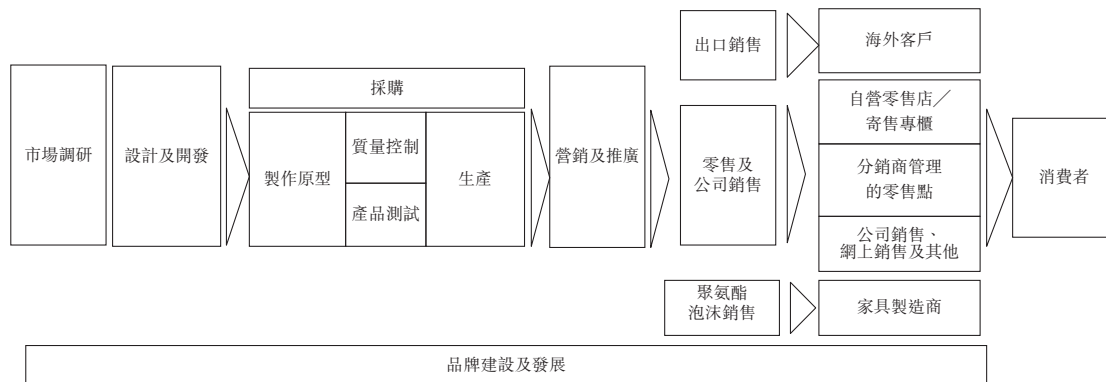 市場調研
設計及開發
採購
製作原型
質量控制
產品測試
生產
營銷及推廣
出口銷售
海外客戶
零售及
公司銷售
自營零售店／
寄售專櫃
分銷商管理
的零售點
公司銷售、
網上銷售及其他
消費者
聚氨酯
泡沫銷售
家具製造商
品牌建設及發展